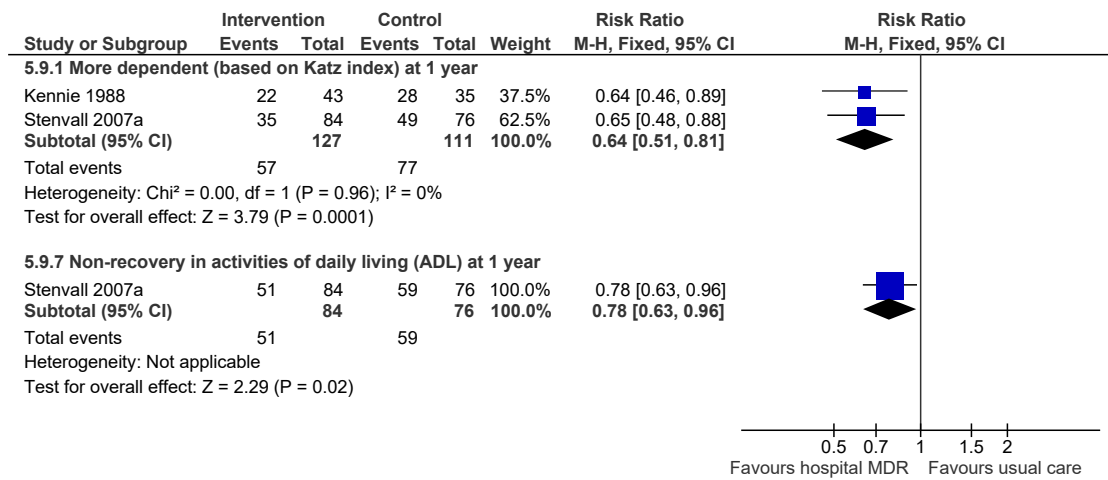 Intervention Control Risk Ratio Risk Ratio
Study or Subgroup Events Total Events Total Weight M-H, Fixed, 95% CI M-H, Fixed, 95% CI
5.9.1 More dependent (based on Katz index) at 1 year
Kennie 1988 22 43 28 35 37.5% 0.64 [0.46, 0.89]
Stenvall 2007a 35 84 49 76 62.5% 0.65 [0.48, 0.88]
Subtotal (95% CI) 127 111 100.0% 0.64 [0.51, 0.81]
Total events 57 77
Heterogeneity: Chi² = 0.00, df = 1 (P = 0.96); I² = 0%
Test for overall effect: Z = 3.79 (P = 0.0001)
5.9.7 Non-recovery in activities of daily living (ADL) at 1 year
Stenvall 2007a 51 84 59 76 100.0% 0.78 [0.63, 0.96]
Subtotal (95% CI) 84 76 100.0% 0.78 [0.63, 0.96]
Total events 51 59
Heterogeneity: Not applicable
Test for overall effect: Z = 2.29 (P = 0.02)
0.5 0.7 1 1.5 2
Favours hospital MDR Favours usual care